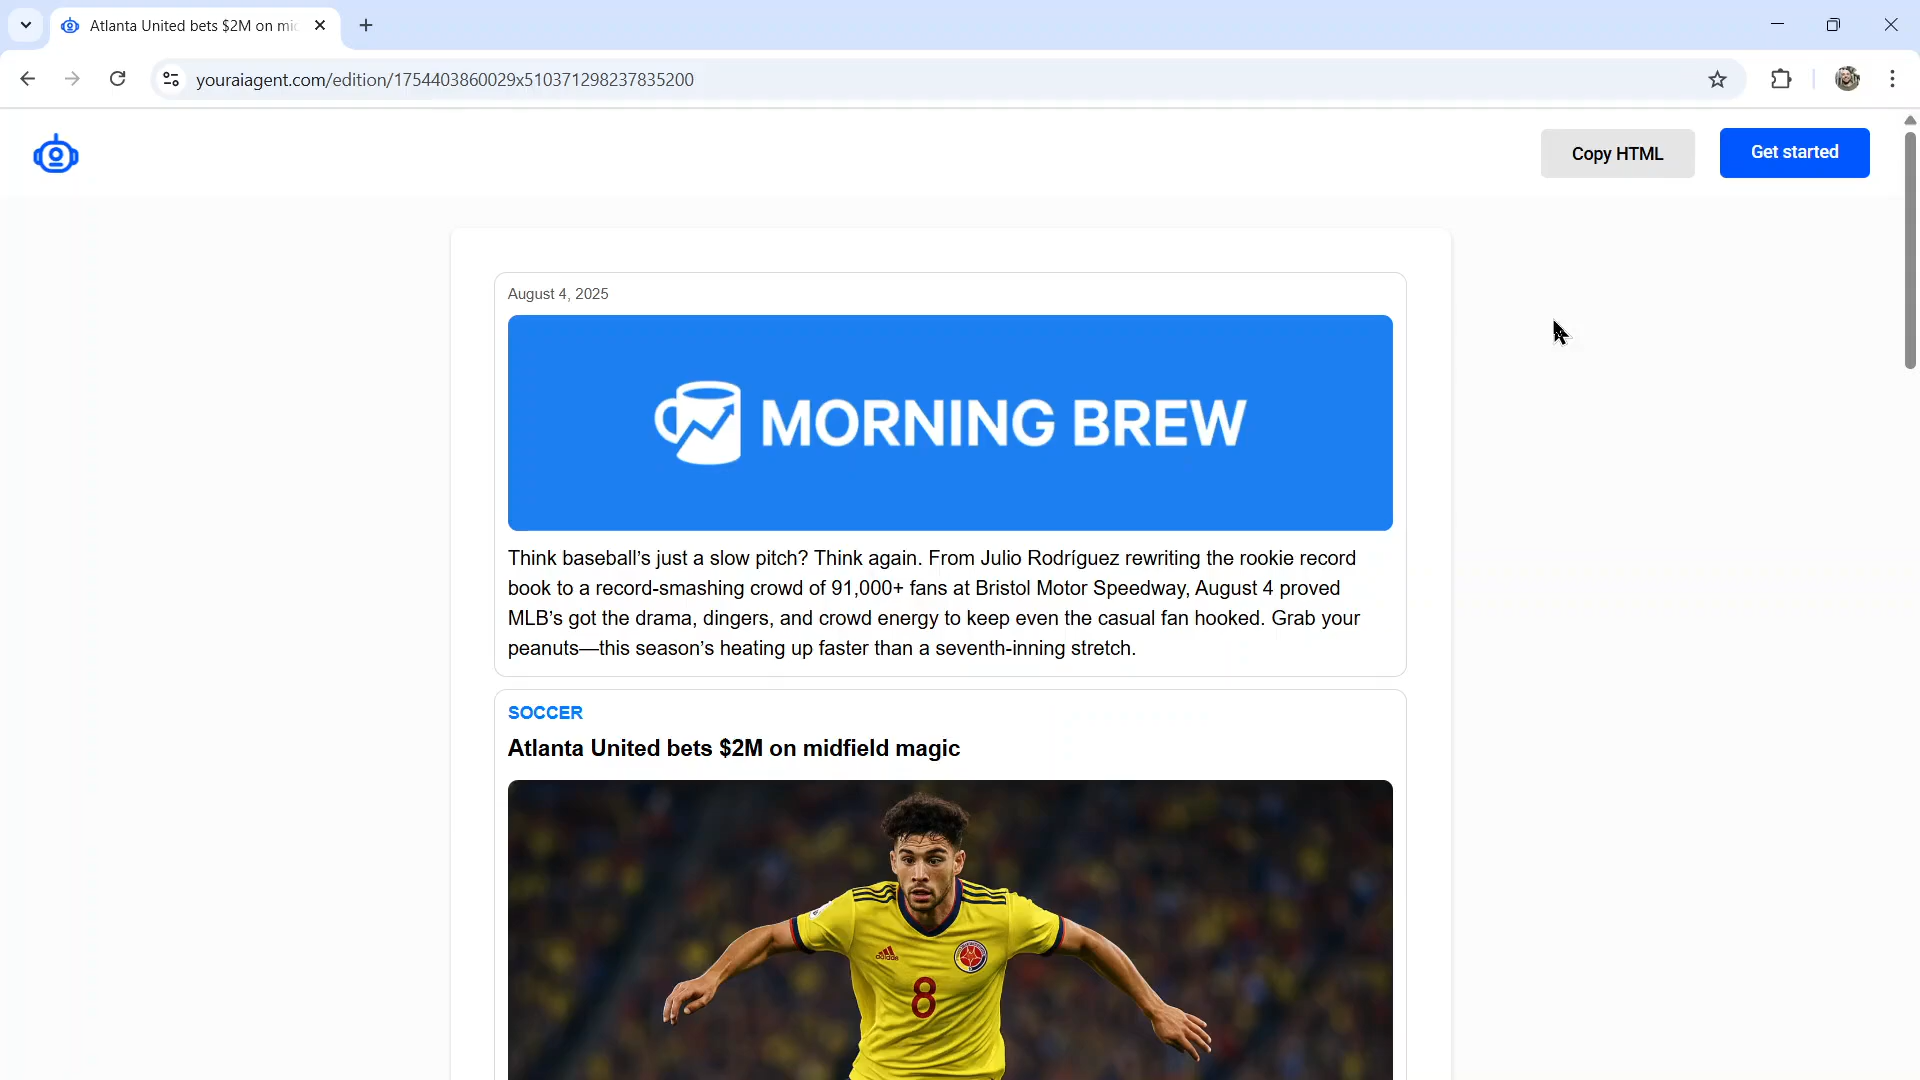 Atlanta United bets $2M on mic
youraiagent.com/edition/1754403860029x510371298237835200
Copy HTML
Get started
August 4, 2025
MORNING BREW
Think baseball’s just a slow pitch? Think again. From Julio Rodríguez rewriting the rookie record
book to a record-smashing crowd of 91,000+ fans at Bristol Motor Speedway, August 4 proved
MLB’s got the drama, dingers, and crowd energy to keep even the casual fan hooked. Grab your
peanuts—this season’s heating up faster than a seventh-inning stretch.
SOCCER
Atlanta United bets $2M on midfield magic
adidas
8